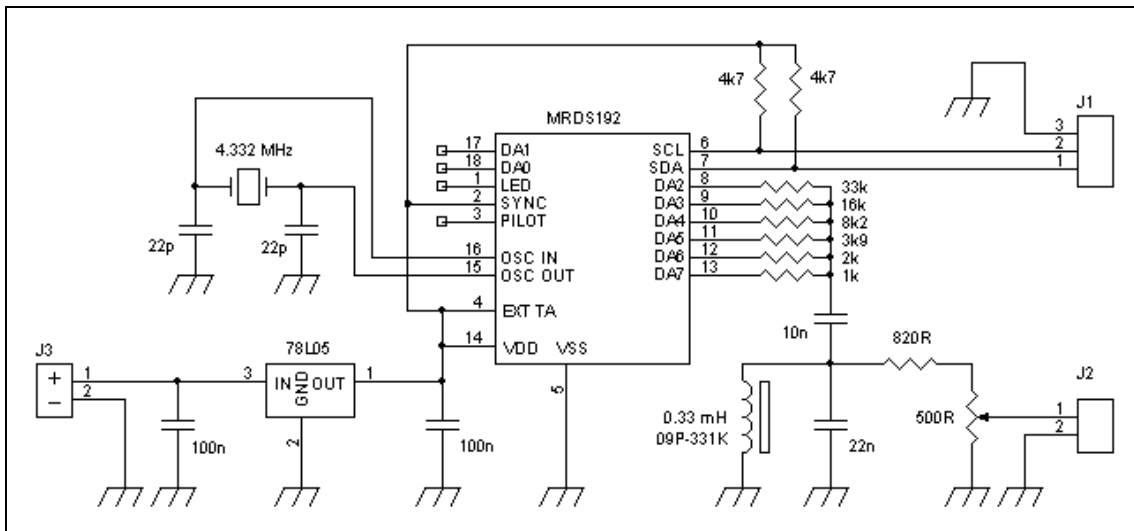 4k7
4k7
J1
MRDS192
3
2
1
4.332 MHz
17 DA1
18 DA0
1 LED
2 SYNC
3 PILOT
16 OSC IN
15 OSC OUT
4 EXT TA
14 VDD
VSS
5
SCL 6
SDA 7
DA2 8
DA3 9
DA4 10
DA5 11
DA6 12
DA7 13
33k
16k
8k2
3k9
2k
1k
22p
22p
10n
820R
J3
+
−
1
2
78L05
3
IN
OUT
GND
1
2
100n
100n
0.33 mH
09P-331K
22n
500R
J2
1
2